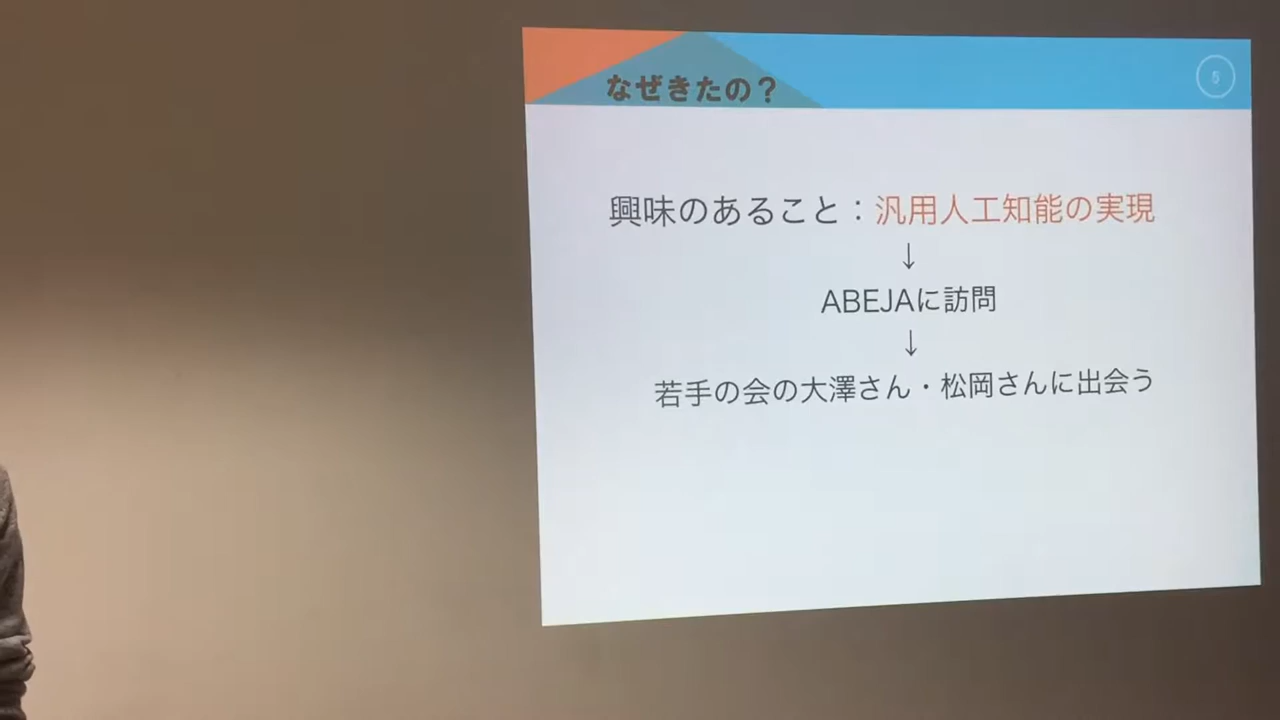 なぜきたの？
5
興味のあること：汎用人工知能の実現
↓
ABEJAに訪問
↓
若手の会の大澤さん・松岡さんに出会う